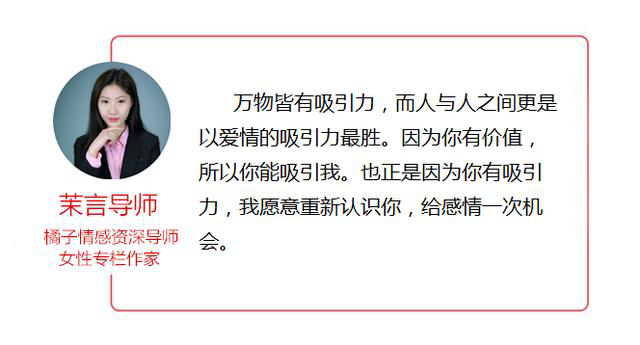 万物皆有吸引力，而人与人之间更是
以爱情的吸引力最胜。因为你有价值，
所以你能吸引我。也正是因为你有吸引
力，我愿意重新认识你，给感情一次机
会。
茉言导师
橘子情感资深导师
女性专栏作家